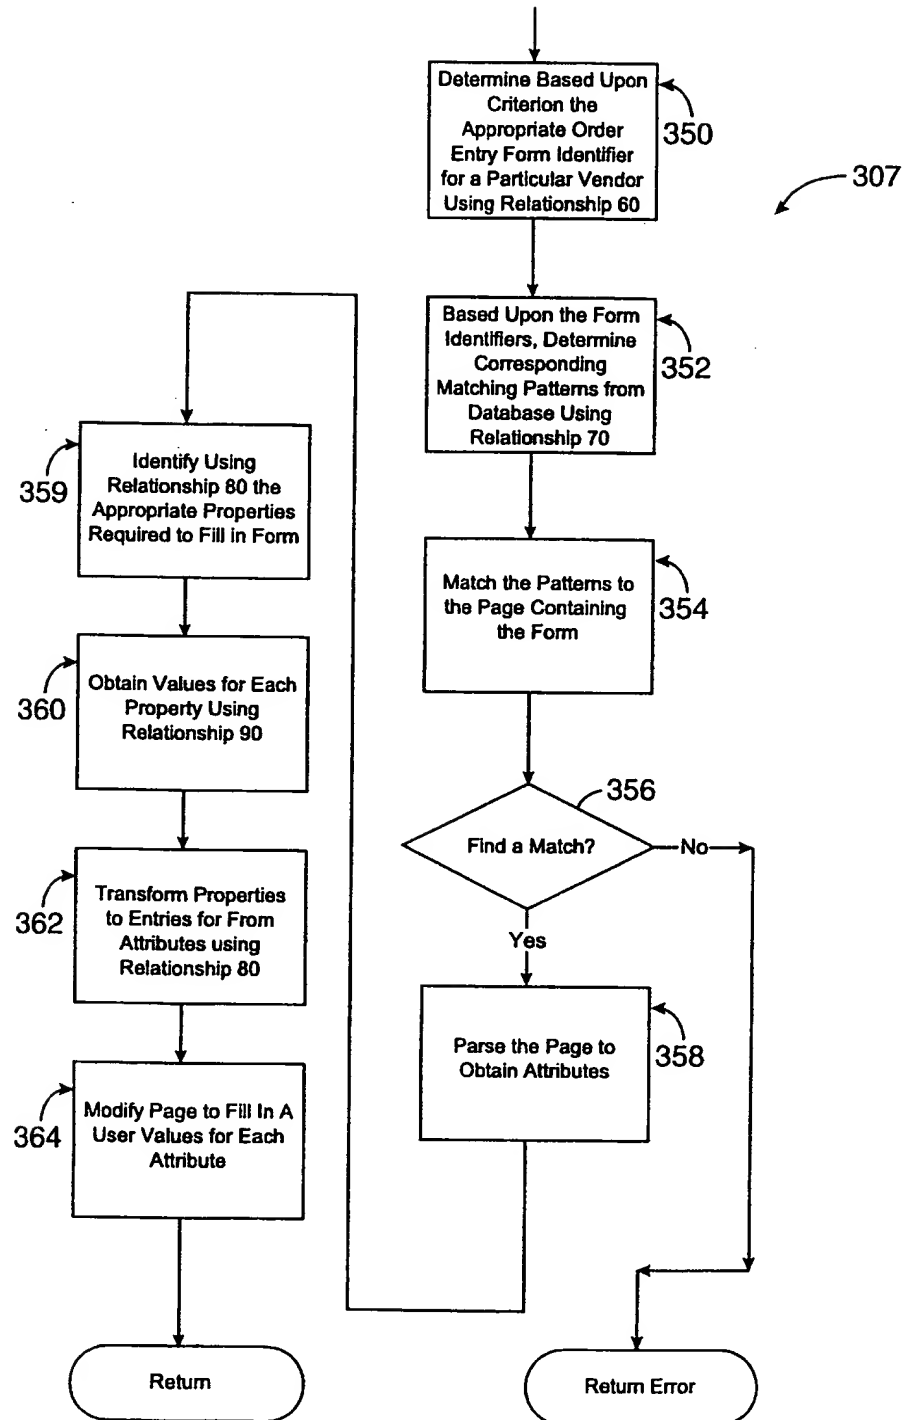 Determine Based Upon
Criterion the
Appropriate Order
Entry Form Identifier
for a Particular Vendor
Using Relationship 60
350
307
Based Upon the Form
Identifiers, Determine
Corresponding
Matching Patterns from
Database Using
Relationship 70
352
Match the Patterns to
the Page Containing
the Form
354
356
Find a Match?
No
Yes
Parse the Page to
Obtain Attributes
358
359
Identify Using
Relationship 80 the
Appropriate Properties
Required to Fill in Form
360
Obtain Values for Each
Property Using
Relationship 90
362
Transform Properties
to Entries for From
Attributes using
Relationship 80
364
Modify Page to Fill In A
User Values for Each
Attribute
Return
Return Error